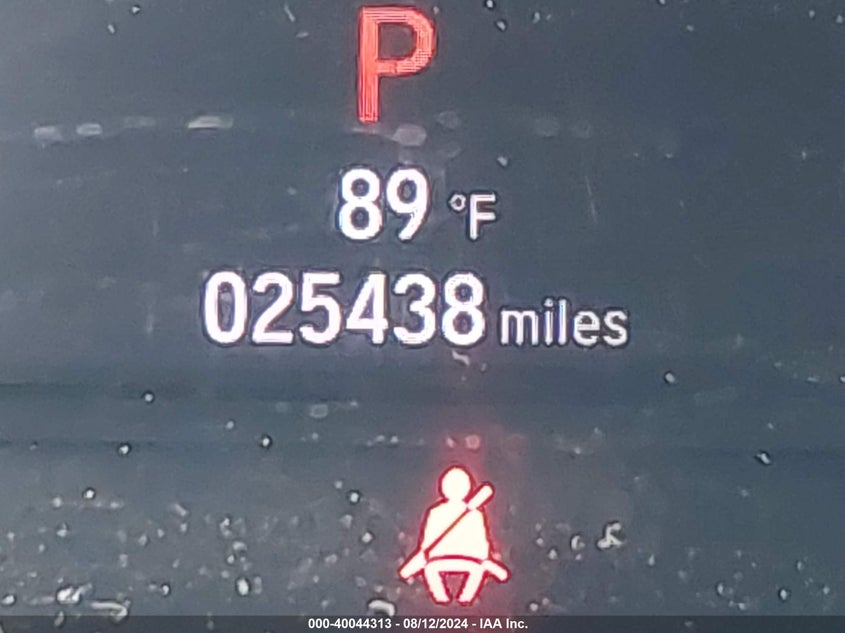 P
89 °F
025438 miles
000-40044313 - 08/12/2024 - IAA Inc.